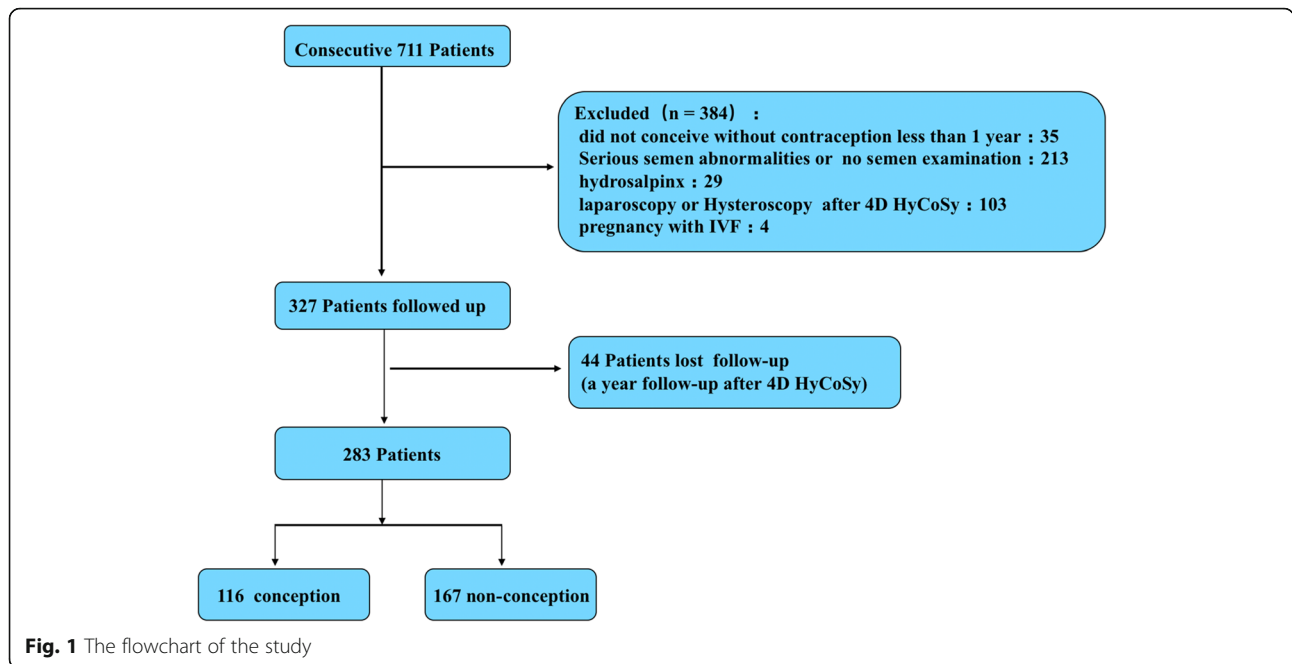 Consecutive 711 Patients
Excluded（n = 384）：
did not conceive without contraception less than 1 year：35
Serious semen abnormalities or no semen examination：213
hydrosalpinx：29
laparoscopy or Hysteroscopy after 4D HyCoSy：103
pregnancy with IVF：4
327 Patients followed up
44 Patients lost follow-up
(a year follow-up after 4D HyCoSy)
283 Patients
116 conception
167 non-conception
Fig. 1 The flowchart of the study